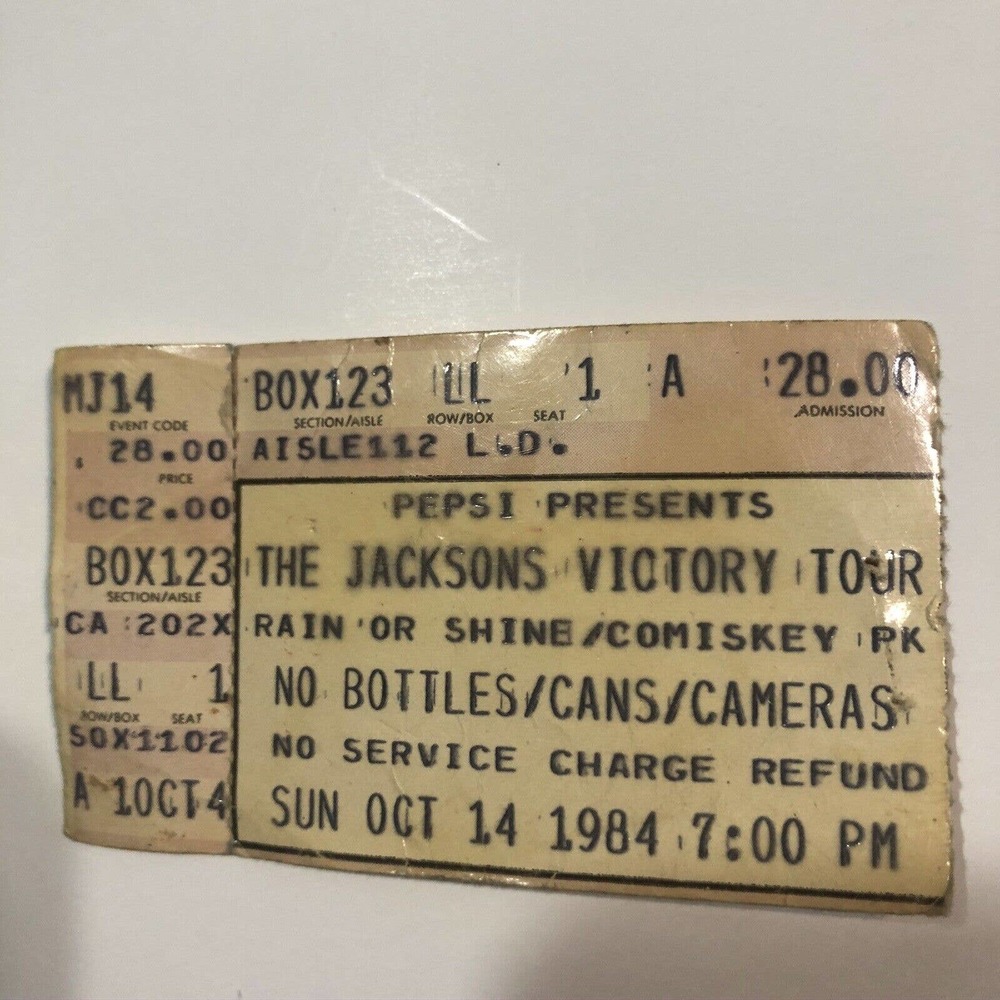 MJ14
EVENT CODE
$ 28.00
PRICE
CC2.00
BOX123
SECTION/AISLE
CA 202X
LL 1
ROW/BOX SEAT
SOX1102
A 10CT4
BOX123 LL 1 A 28.00
SECTION/AISLE ROW/BOX SEAT ADMISSION
AISLE112 L.D.
PEPSI PRESENTS
THE JACKSONS VICTORY TOUR
RAIN OR SHINE/COMISKEY PK
NO BOTTLES/CANS/CAMERAS
NO SERVICE CHARGE REFUND
SUN OCT 14 1984 7:00 PM